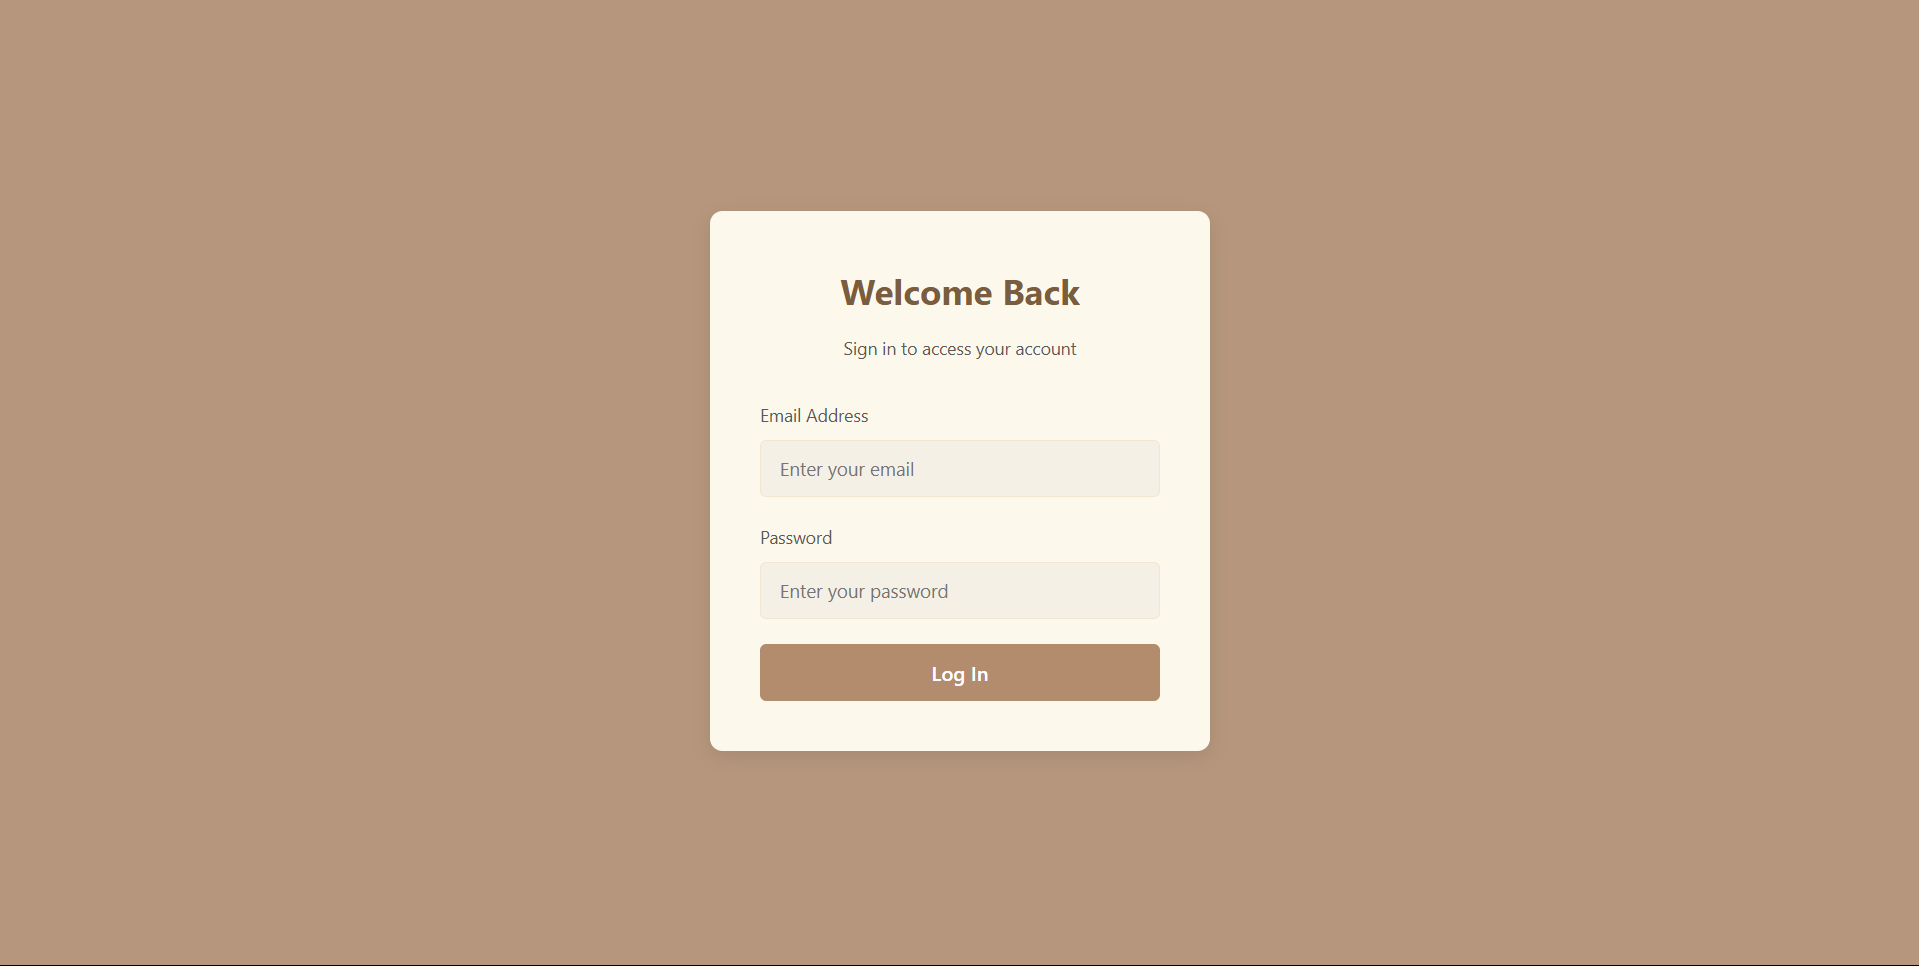 Welcome Back
Sign in to access your account
Email Address
Enter your email
Password
Enter your password
Log In